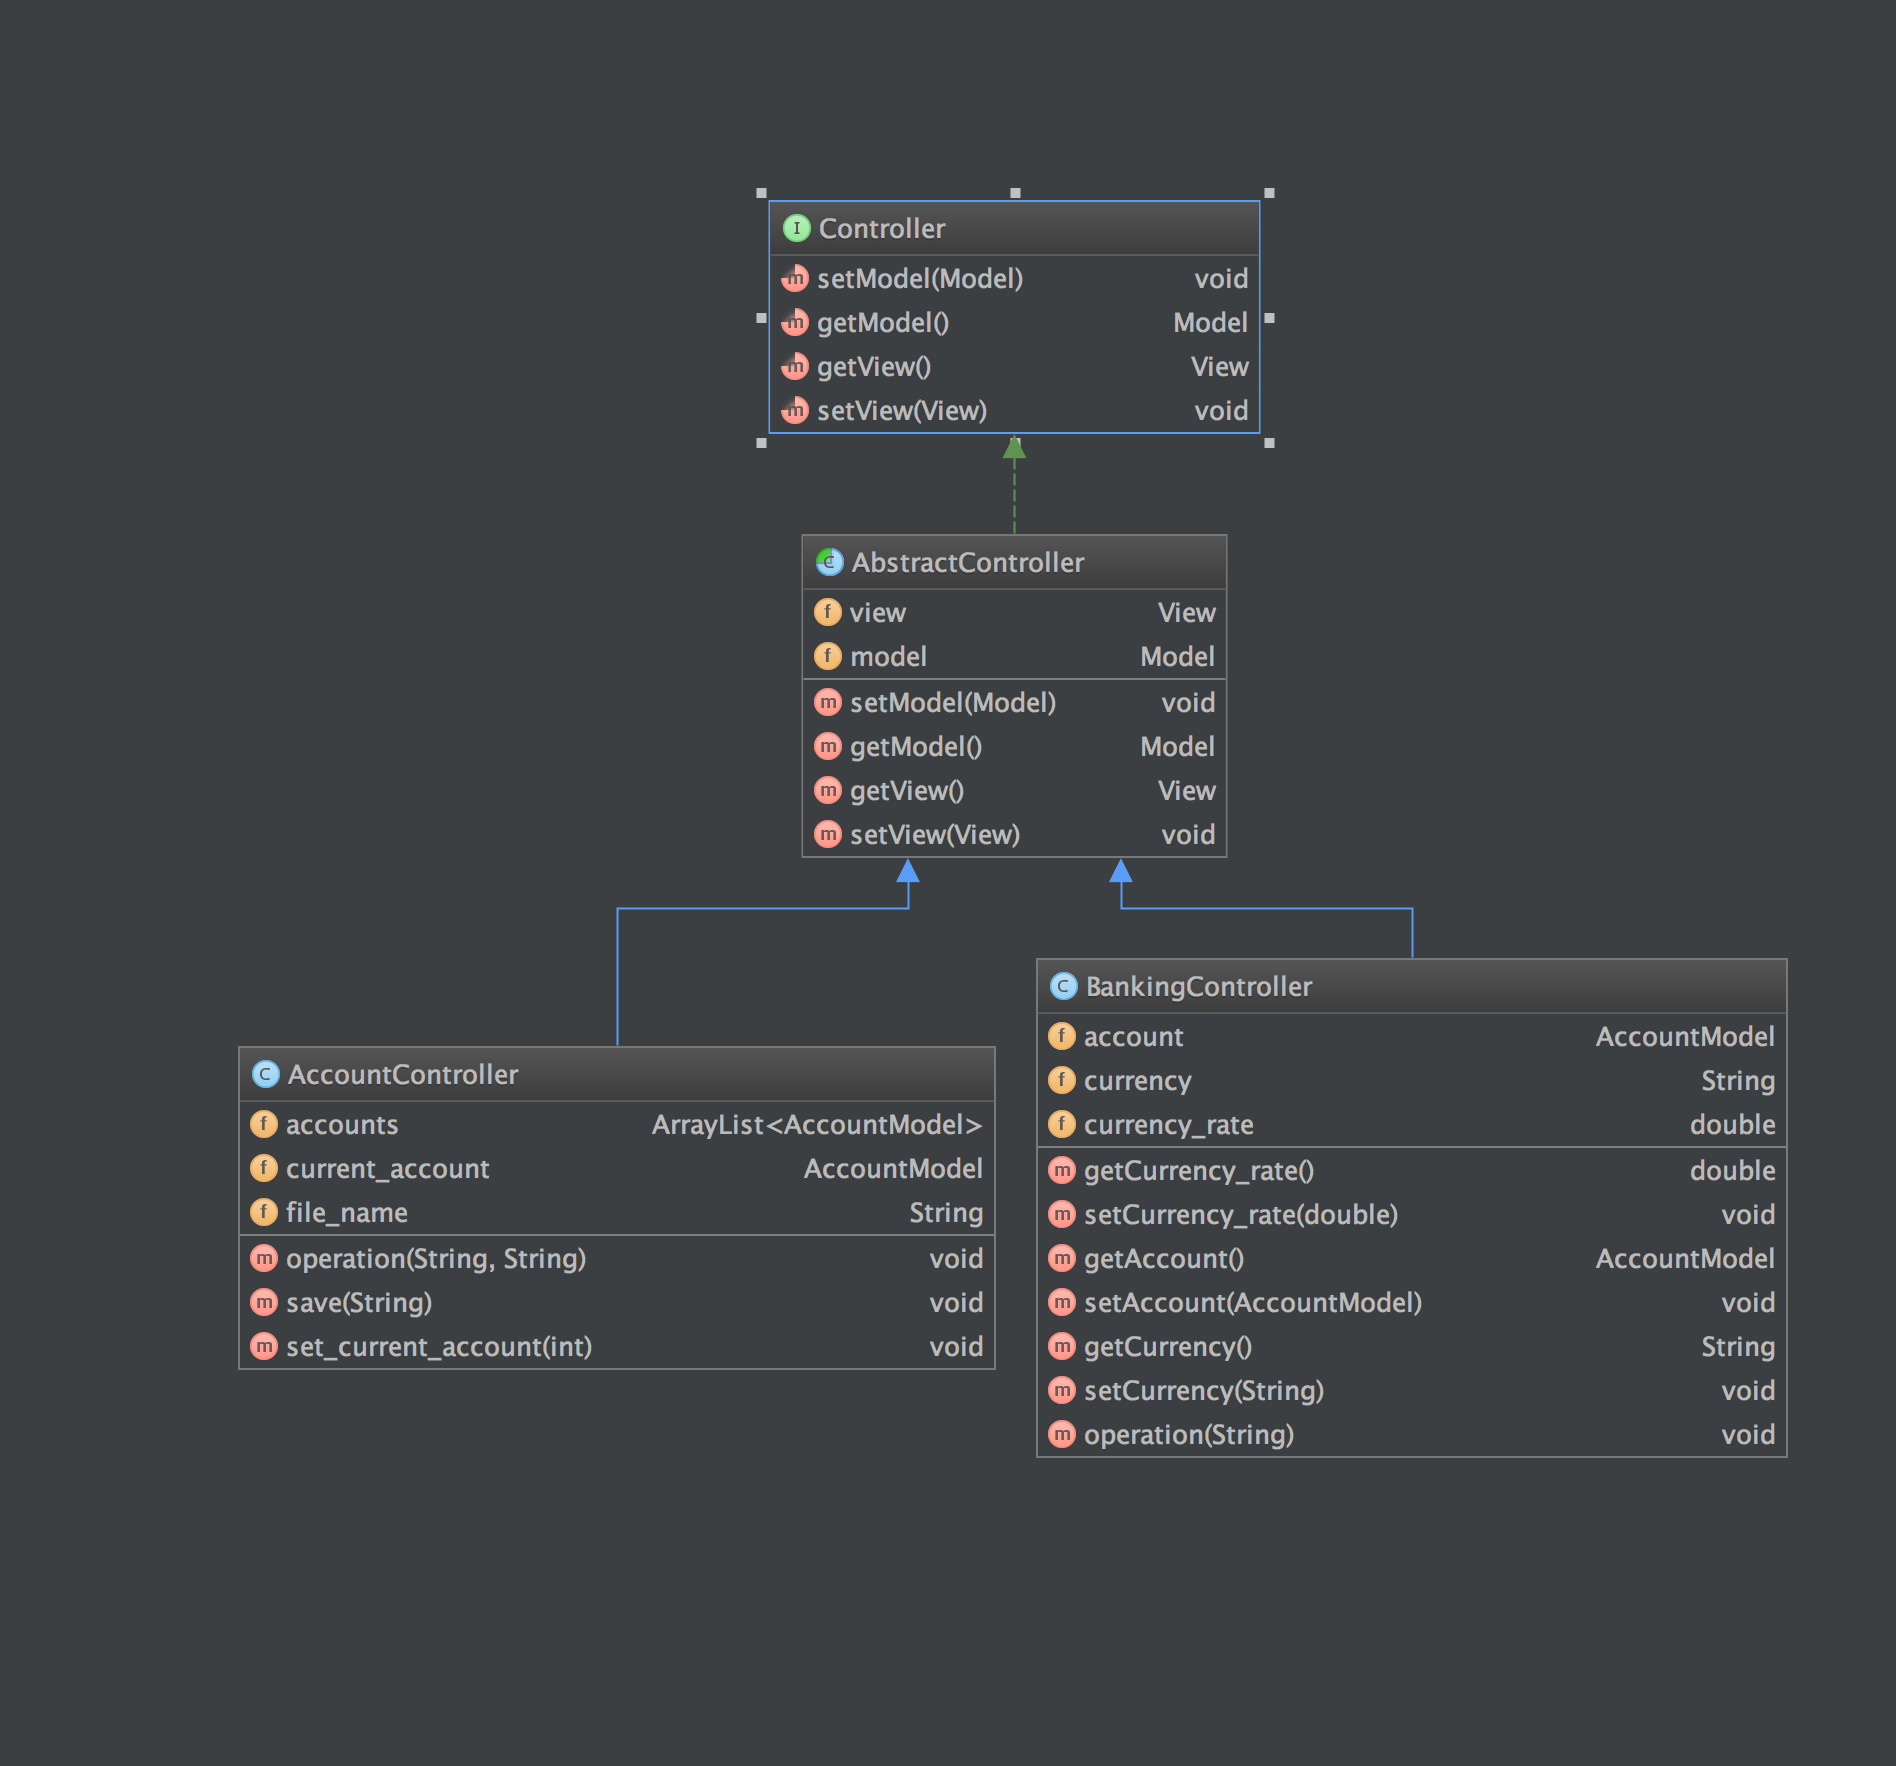 I Controller
m setModel(Model) void
m getModel() Model
m getView() View
m setView(View) void
C AbstractController
f view View
f model Model
m setModel(Model) void
m getModel() Model
m getView() View
m setView(View) void
C AccountController
f accounts ArrayList<AccountModel>
f current_account AccountModel
f file_name String
m operation(String, String) void
m save(String) void
m set_current_account(int) void
C BankingController
f account AccountModel
f currency String
f currency_rate double
m getCurrency_rate() double
m setCurrency_rate(double) void
m getAccount() AccountModel
m setAccount(AccountModel) void
m getCurrency() String
m setCurrency(String) void
m operation(String) void